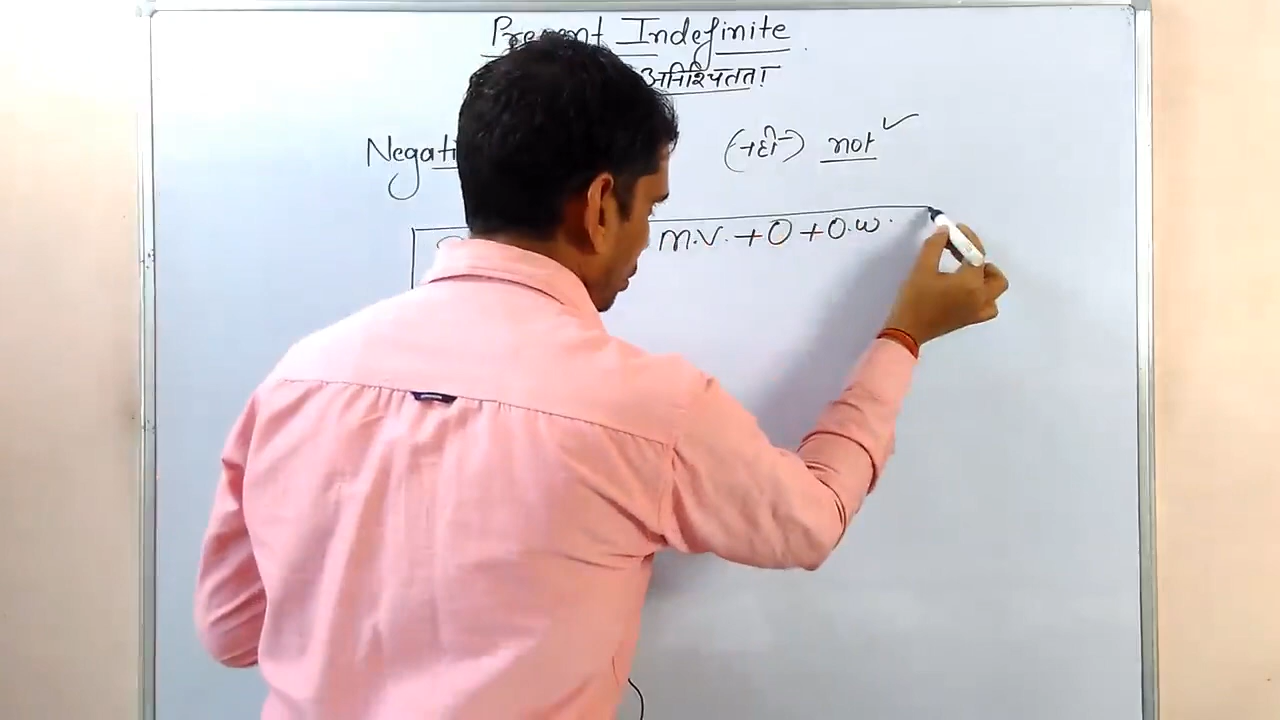 Present Indefinite
अनिश्चितता
Negati (नहीं) not ✓
M.V. + O + O.W.